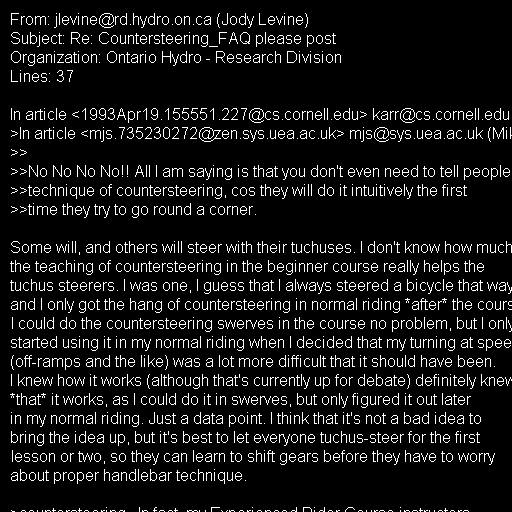 From: jlevine@rd.hydro.on.ca (Jody Levine)
Subject: Re: Countersteering_FAQ please post
Organization: Ontario Hydro - Research Division
Lines: 37

In article <1993Apr19.155551.227@cs.cornell.edu> karr@cs.cornell.edu
>In article <mjs.735230272@zen.sys.uea.ac.uk> mjs@sys.uea.ac.uk (Mi
>>
>>No No No No!! All I am saying is that you don't even need to tell people
>>technique of countersteering, cos they will do it intuitively the first
>>time they try to go round a corner.

Some will, and others will steer with their tuchuses. I don't know how much
the teaching of countersteering in the beginner course really helps the
tuchus steerers. I was one, I guess that I always steered a bicycle that way
and I only got the hang of countersteering in normal riding *after* the cours
I could do the countersteering swerves in the course no problem, but I only
started using it in my normal riding when I decided that my turning at spee
(off-ramps and the like) was a lot more difficult that it should have been.
I knew how it works (although that's currently up for debate) definitely knew
*that* it works, as I could do it in swerves, but only figured it out later
in my normal riding. Just a data point. I think that it's not a bad idea to
bring the idea up, but it's best to let everyone tuchus-steer for the first
lesson or two, so they can learn to shift gears before they have to worry
about proper handlebar technique.

>countersteering. In fact, my Experienced Rider Course instructors